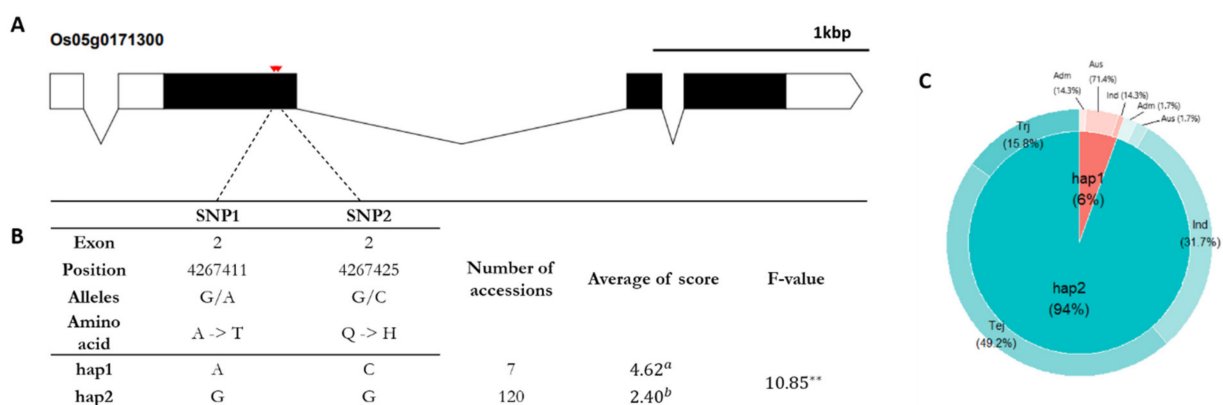 A
Os05g0171300
1kbp
C
Adm
(14.3%)
Aus
(71.4%)
Ind (14.3%)
Adm (1.7%)
Aus (1.7%)
Trj
(15.8%)
hap1
(6%)
Ind
(31.7%)
hap2
(94%)
Tej
(49.2%)
B
SNP1 SNP2
Exon 2 2
Position 4267411 4267425 Number of accessions Average of score F-value
Alleles G/A G/C
Amino acid A -> T Q -> H
hap1 A C 7 4.62a
10.85**
hap2 G G 120 2.40b